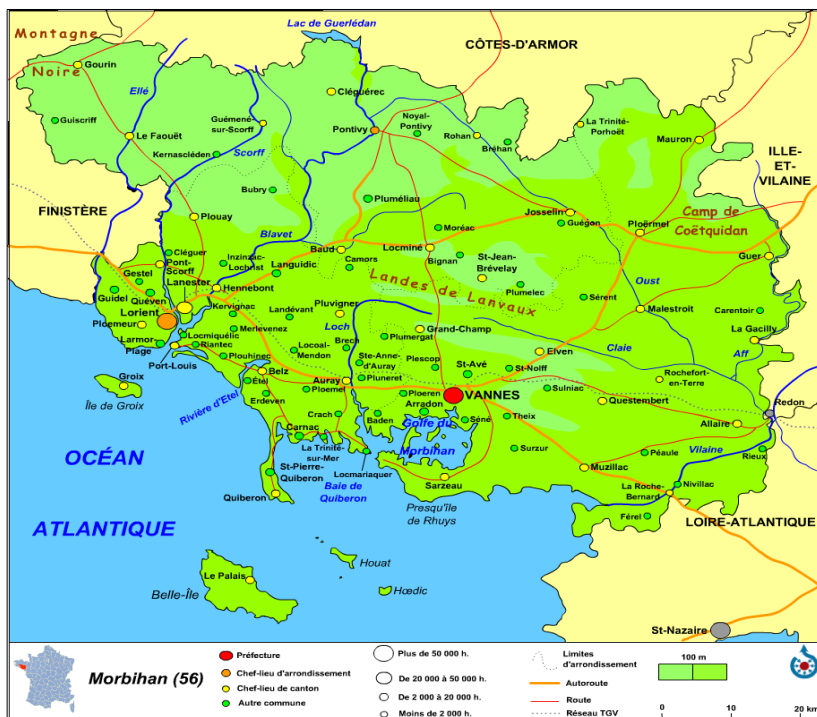 Lac de Guerlédan
Montagne
Noire
CÔTES-D'ARMOR
Gourin
Ellé
Cléguérec
Guiscriff
Guémené-
sur-Scorff
Le Faouët
Pontivy
Noyal-
Pontivy
Rohan
Bréhan
La Trinité-
Porhoët
Mauron
ILLE-
ET-
VILAINE
Kernascléden
Scorff
Bubry
FINISTÈRE
Plouay
Pluméliau
Blavet
Moréac
Josselin
Guégon
Ploërmel
Camp de
Coëtquidan
Cléguer
Pont-
Scorff
Inzinzac-
Lochrist
Languidic
Baud
Camors
Locminé
Bignan
St-Jean-
Brévelay
Guer
Gestel
Lanester
Hennebont
Landes de Lanvaux
Plumelec
Oust
Sérent
Guidel
Quéven
Lorient
Kervignac
Landévant
Pluvigner
Malestroit
Carentoir
Ploemeur
Merlevenez
Loch
Grand-Champ
La Gacilly
Larmor
Plage
Locmiquélic
Riantec
Plumergat
Claie
Aff
Port-Louis
Plouhinec
Locoal-
Mendon
Brech
Ste-Anne-
d'Auray
Plescop
St-Avé
Elven
St-Nolff
Rochefort-
en-Terre
Groix
Belz
Auray
Pluneret
Île de Groix
Étel
Ploemel
Ploeren
VANNES
Sulniac
Questembert
Redon
Rivière d'Etel
Erdeven
Crach
Baden
Arradon
Séné
Theix
Allaire
Carnac
Golfe du
Morbihan
La Trinité-
sur-Mer
Surzur
Péaule
Vilaine
Rieux
OCÉAN
ATLANTIQUE
St-Pierre-
Quiberon
Locmariaquer
Baie de
Quiberon
Sarzeau
Muzillac
La Roche-
Bernard
Nivillac
Quiberon
Presqu'île
de Rhuys
Férel
LOIRE-ATLANTIQUE
Houat
Le Palais
Belle-Île
Hœdic
St-Nazaire
Morbihan (56)
Préfecture
Chef-lieu d'arrondissement
Chef-lieu de canton
Autre commune
Plus de 50 000 h.
De 20 000 à 50 000 h.
De 2 000 à 20 000 h.
Moins de 2 000 h.
Limites
d'arrondissement
Autoroute
Route
Réseau TGV
100 m
0 10 20 km